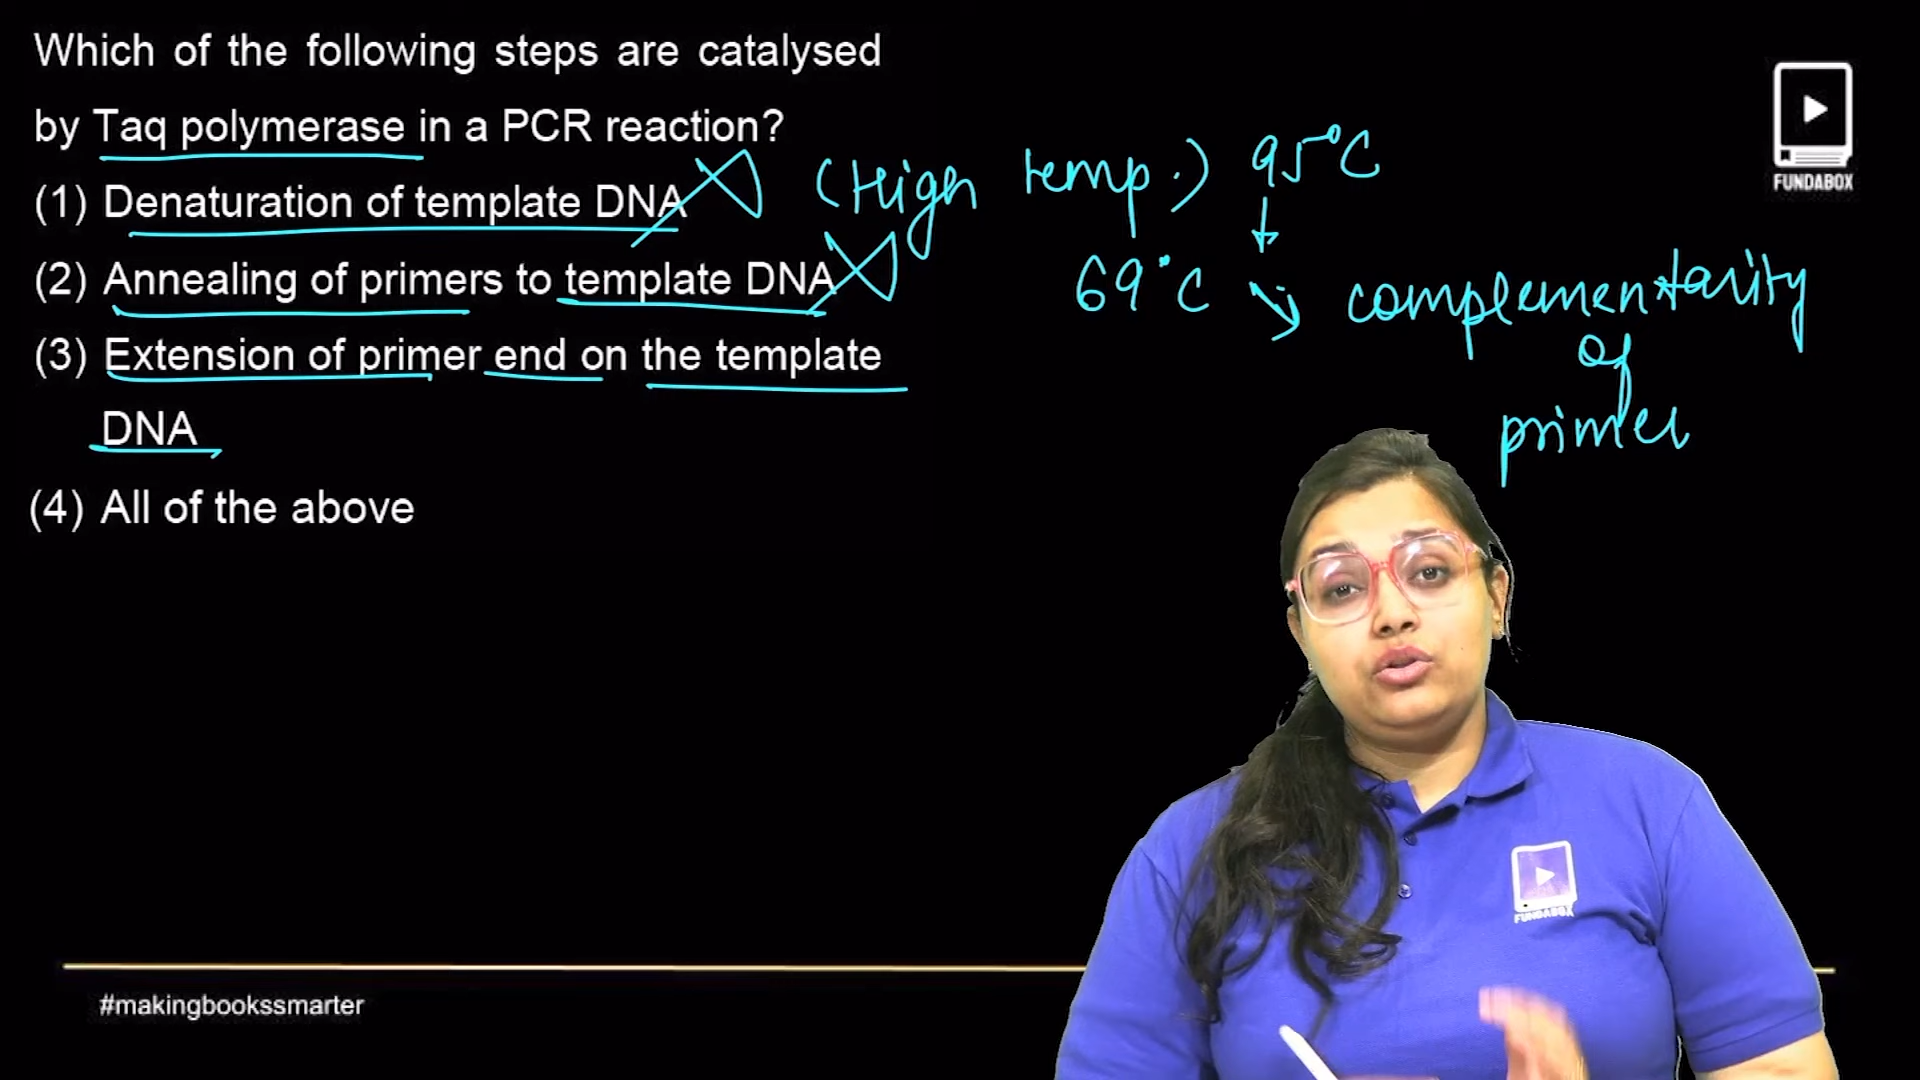 Which of the following steps are catalysed
by Taq polymerase in a PCR reaction?
(1) Denaturation of template DNA
(High temp.) 95°C
(2) Annealing of primers to template DNA
69°C
complementarity
of
primer
(3) Extension of primer end on the template
DNA
(4) All of the above
FUNDABOX
FUNDABOX
#makingbookssmarter